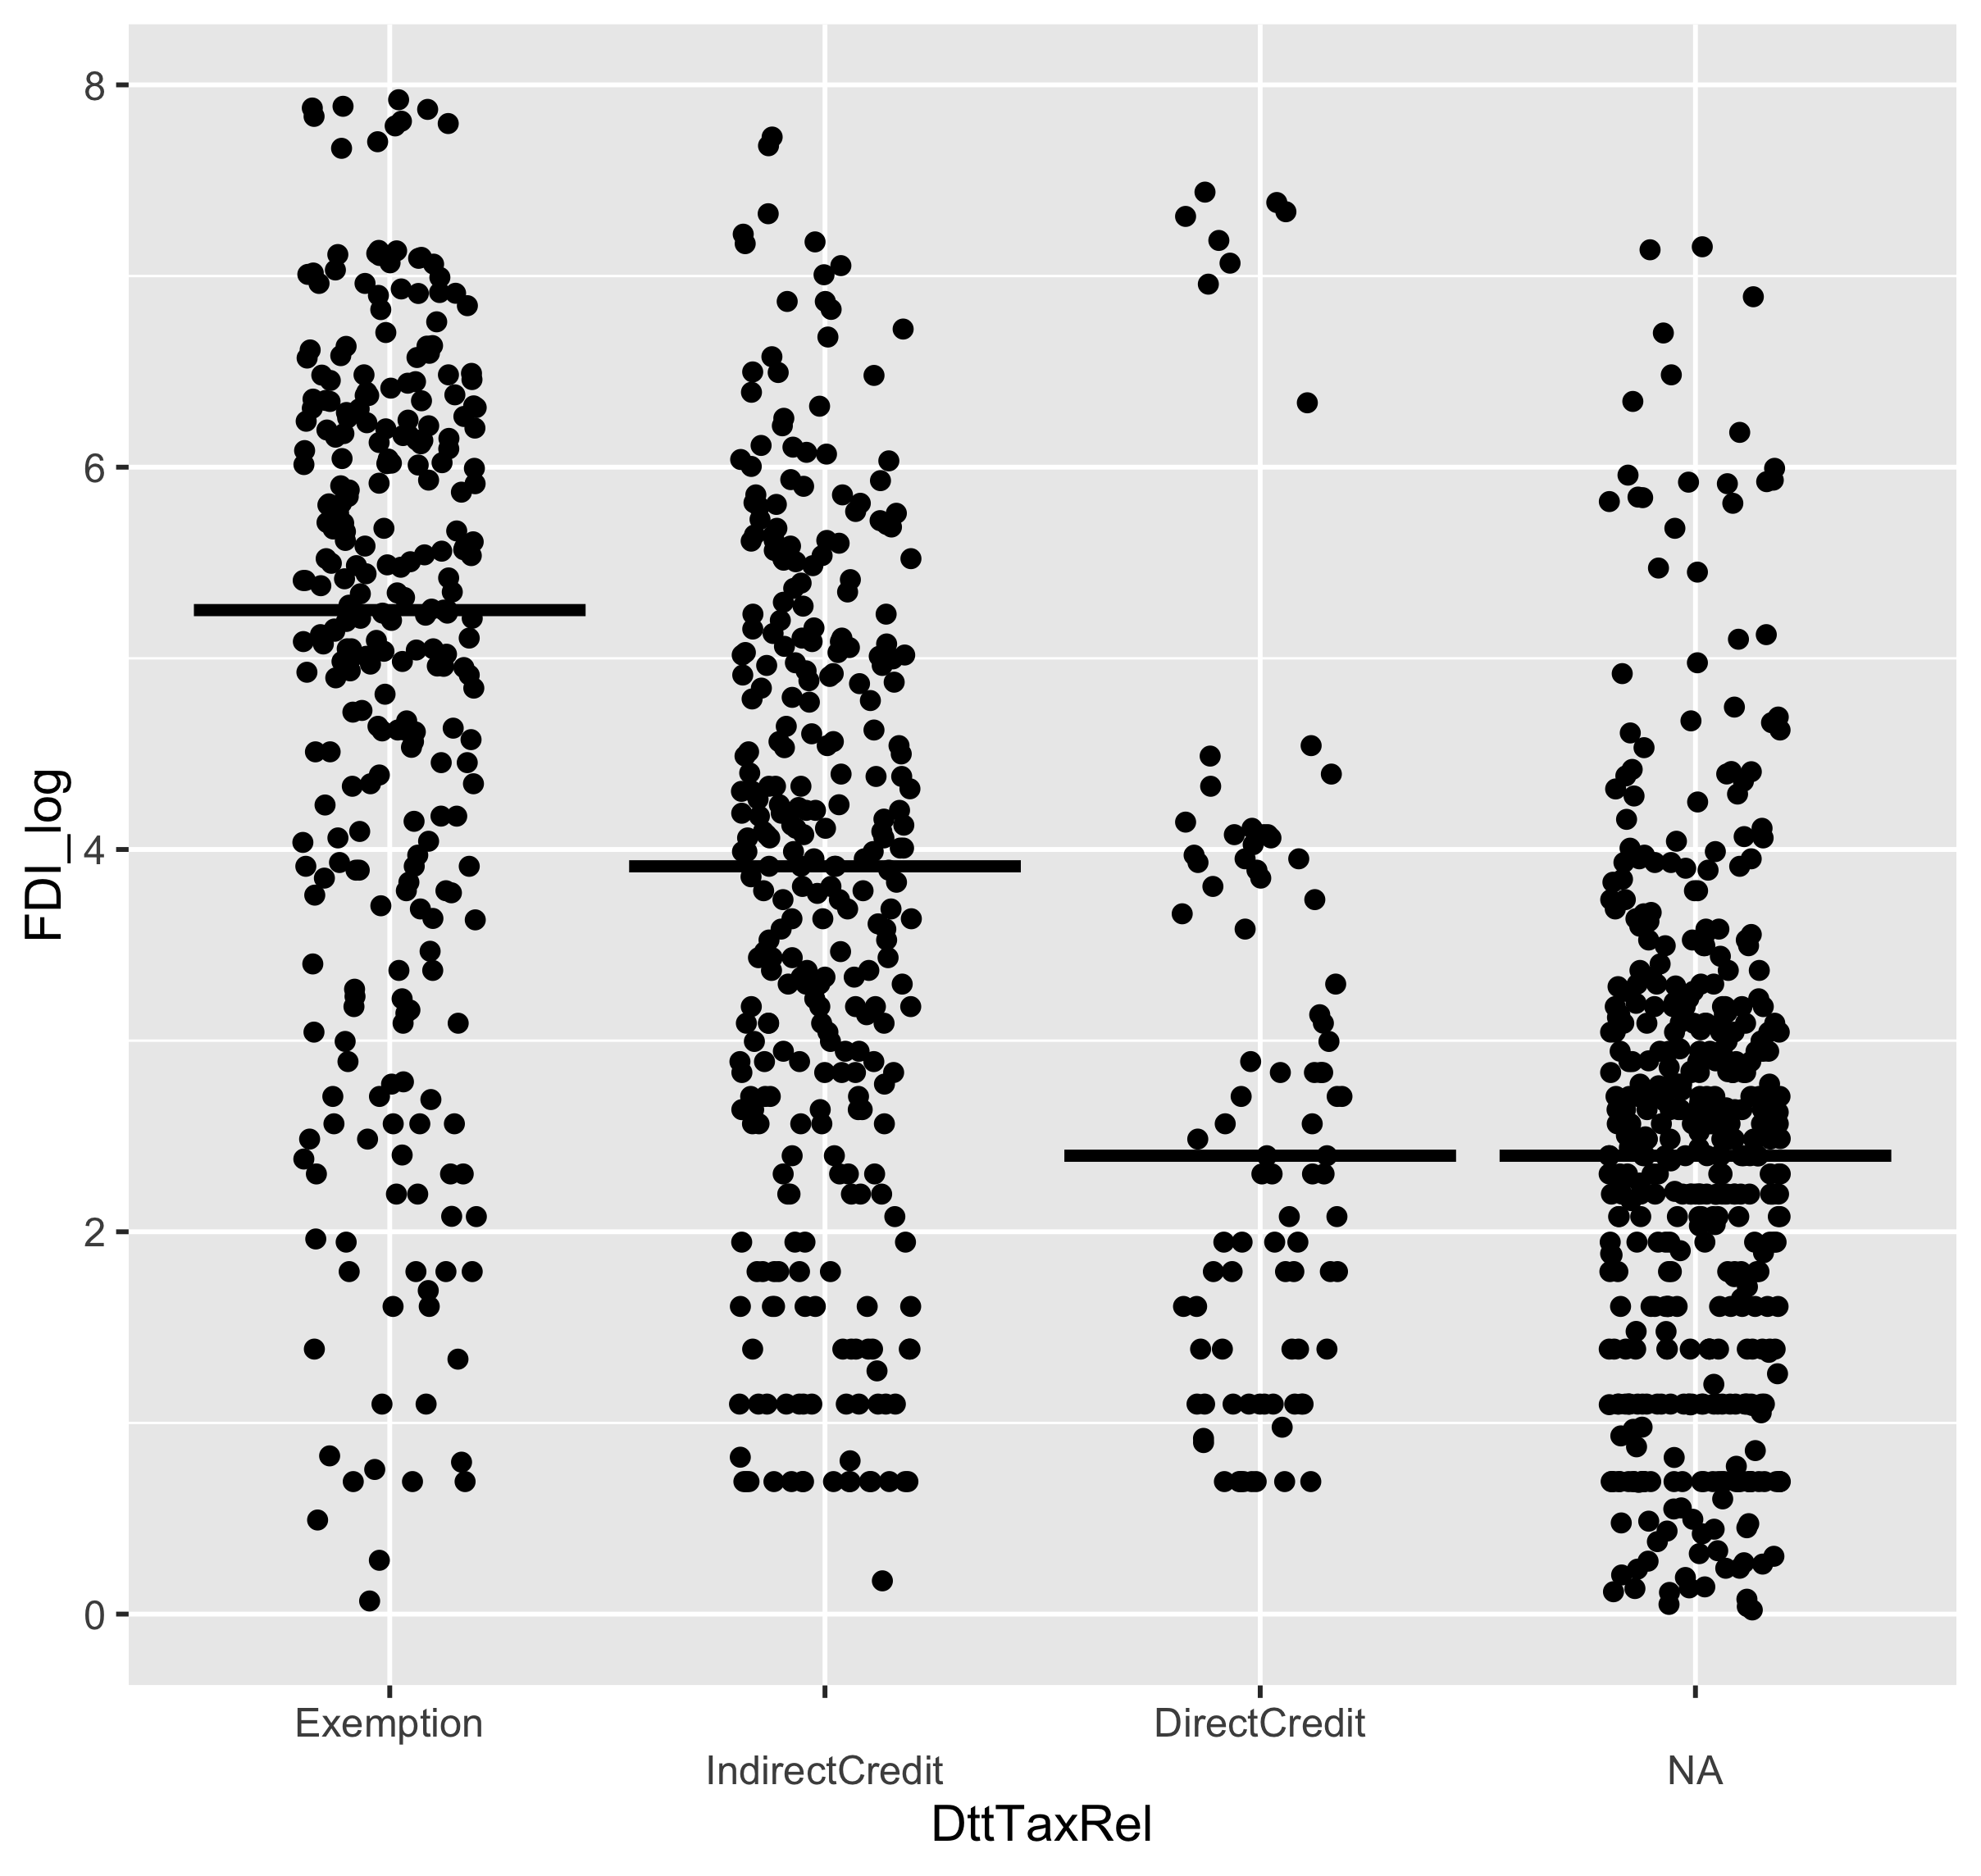 8
6
4
2
0
FDI_log
Exemption
DirectCredit
IndirectCredit
NA
DttTaxRel